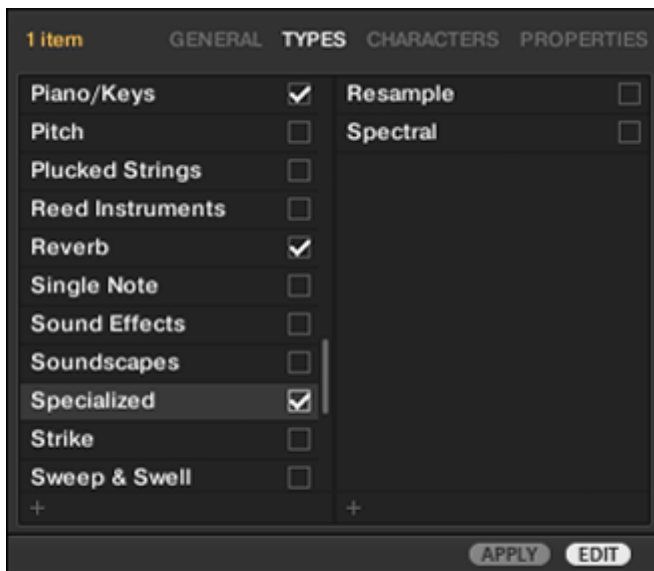 1 item GENERAL TYPES CHARACTERS PROPERTIES
Piano/Keys Resample
Pitch Spectral
Plucked Strings
Reed Instruments
Reverb
Single Note
Sound Effects
Soundscapes
Specialized
Strike
Sweep & Swell
+ +
APPLY EDIT